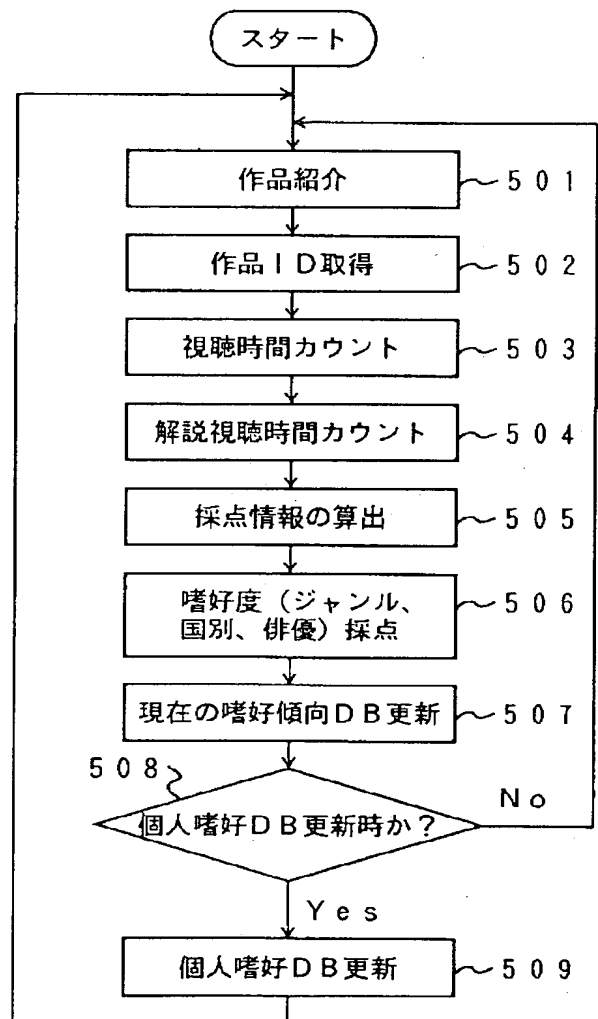 スタート
作品紹介
501
作品ID取得
502
視聴時間カウント
503
解説視聴時間カウント
504
採点情報の算出
505
嗜好度(ジャンル、
国別、俳優)採点
506
現在の嗜好傾向DB更新
507
508
個人嗜好DB更新時か?
No
Yes
個人嗜好DB更新
509